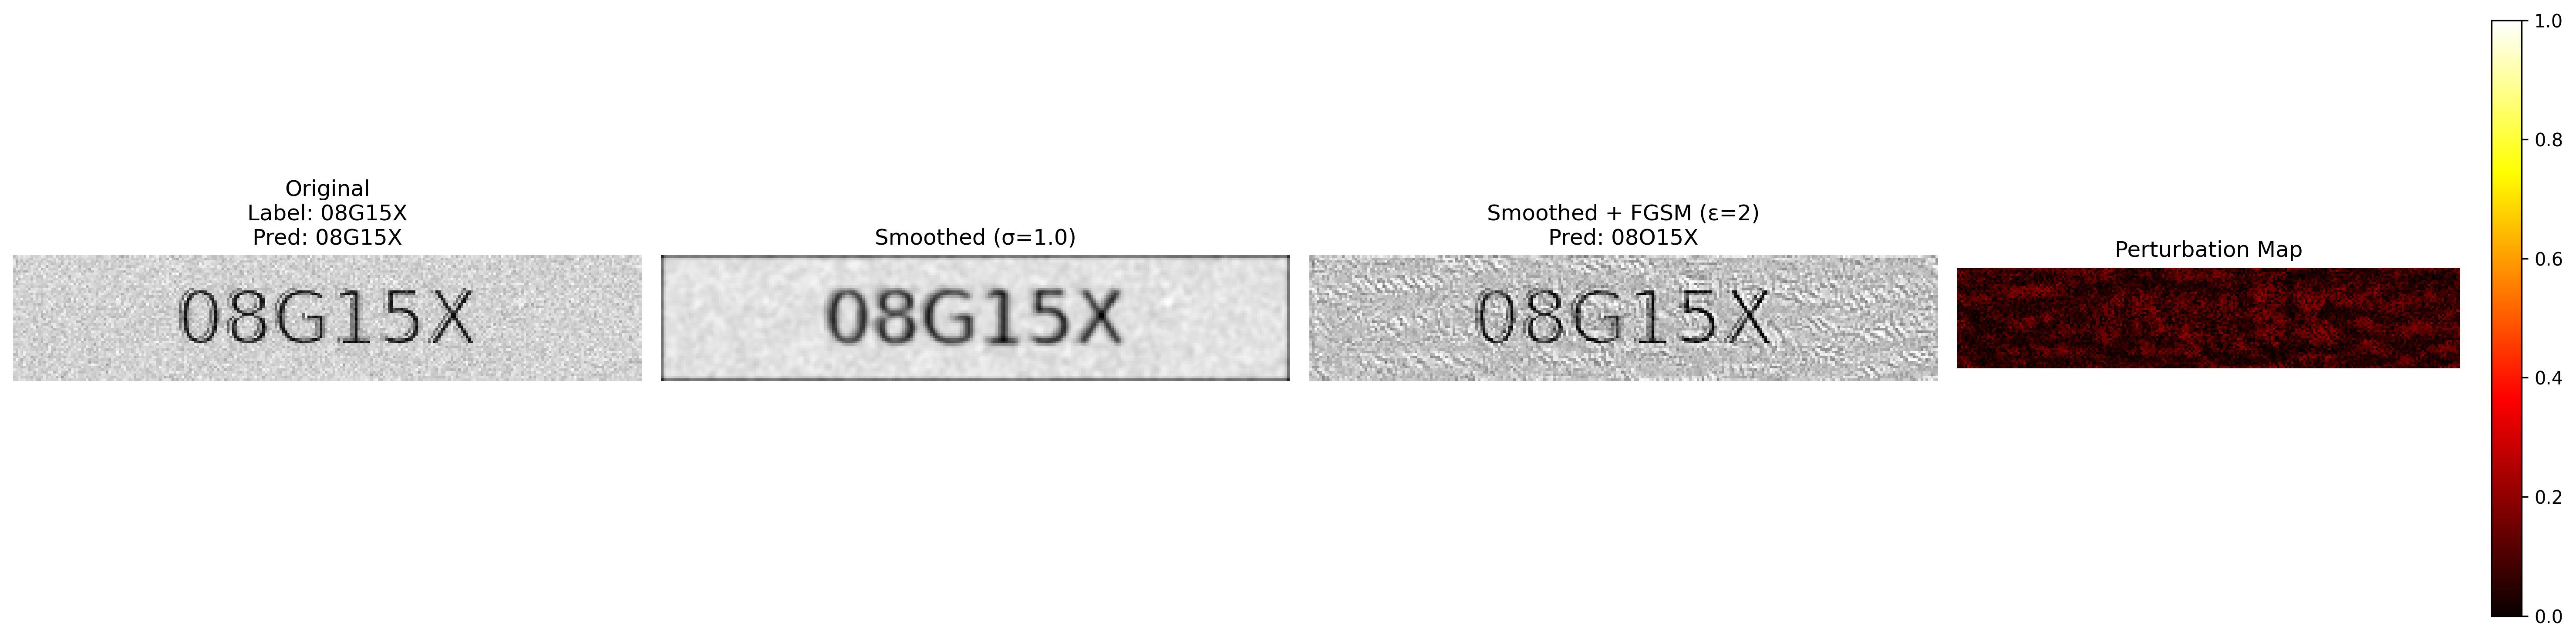 Original
Label: 08G15X
Pred: 08G15X
08G15X
Smoothed (σ=1.0)
08G15X
Smoothed + FGSM (ε=2)
Pred: 08O15X
08G15X
Perturbation Map
1.0
0.8
0.6
0.4
0.2
0.0